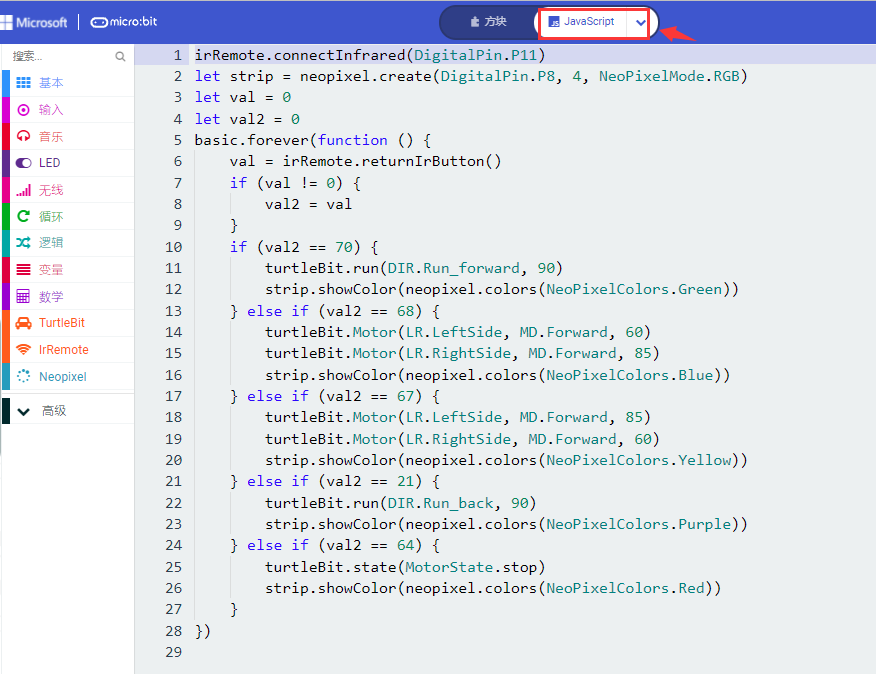 Microsoft micro:bit 方块 JavaScript
搜索...
基本
输入
音乐
LED
无线
循环
逻辑
变量
数学
TurtleBit
IrRemote
Neopixel
高级
1 irRemote.connectInfrared(DigitalPin.P11)
2 let strip = neopixel.create(DigitalPin.P8, 4, NeoPixelMode.RGB)
3 let val = 0
4 let val2 = 0
5 basic.forever(function () {
6     val = irRemote.returnIrButton()
7     if (val != 0) {
8         val2 = val
9     }
10     if (val2 == 70) {
11         turtleBit.run(DIR.Run_forward, 90)
12         strip.showColor(neopixel.colors(NeoPixelColors.Green))
13     } else if (val2 == 68) {
14         turtleBit.Motor(LR.LeftSide, MD.Forward, 60)
15         turtleBit.Motor(LR.RightSide, MD.Forward, 85)
16         strip.showColor(neopixel.colors(NeoPixelColors.Blue))
17     } else if (val2 == 67) {
18         turtleBit.Motor(LR.LeftSide, MD.Forward, 85)
19         turtleBit.Motor(LR.RightSide, MD.Forward, 60)
20         strip.showColor(neopixel.colors(NeoPixelColors.Yellow))
21     } else if (val2 == 21) {
22         turtleBit.run(DIR.Run_back, 90)
23         strip.showColor(neopixel.colors(NeoPixelColors.Purple))
24     } else if (val2 == 64) {
25         turtleBit.state(MotorState.stop)
26         strip.showColor(neopixel.colors(NeoPixelColors.Red))
27     }
28 })
29